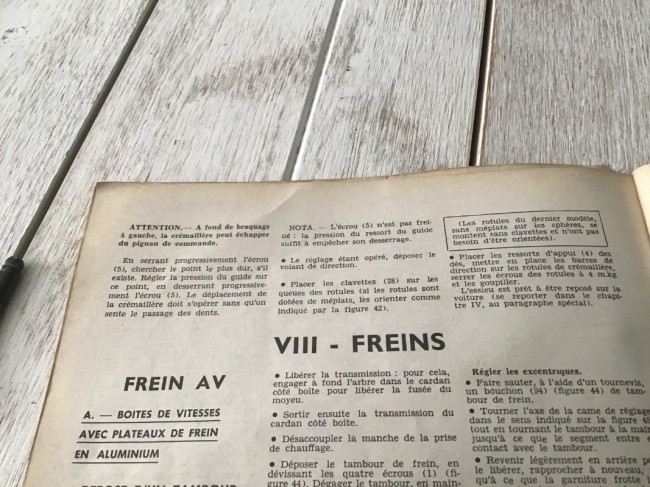 ATTENTION. — A fond de braquage
à gauche, la crémaillère peut échapper
du pignon de commande.
En serrant progressivement l'écrou
(5), chercher le point le plus dur, s'il
existe. Régler la pression du guide sur
ce point, en desserrant progressive-
ment l'écrou (5). Le déplacement de
la crémaillère doit s'opérer sans qu'on
sente le passage des dents.
NOTA. — L'écrou (5) n'est pas frei-
né : la pression du ressort du guide
suffit à empêcher son desserrage.
• Le réglage étant opéré, déposer le
volant de direction.
• Placer les clavettes (28) sur les
queues des rotules (si les rotules sont
dotées de méplats, les orienter comme
indiqué par la figure 42).
(Les rotules du dernier modèle,
sans méplats sur les sphères, se
montent sans clavettes et n'ont pas
besoin d'être orientées).
• Placer les ressorts d'appui (4) des
dés, mettre en place les barres de
direction sur les rotules de crémaillère,
serrer les écrous des rotules à 4 m.kg
et les goupiller.
L'essieu est prêt à être reposé sur la
voiture (se reporter dans le chapi-
tre IV, au paragraphe spécial).
VIII - FREINS
FREIN AV
A. — BOITES DE VITESSES
AVEC PLATEAUX DE FREIN
EN ALUMINIUM
• Libérer la transmission : pour cela,
engager à fond l'arbre dans le cardan
côté boîte pour libérer la fusée du
moyeu.
• Sortir ensuite la transmission du
cardan côté boîte.
• Désaccoupler la manche de la prise
de chauffage.
• Déposer le tambour de frein, en
dévissant les quatre écrous (1) (fi-
gure 44). Dégager le tambour, en main-
Régler les excentriques.
• Faire sauter, à l'aide d'un tournevis,
un bouchon (94) (figure 44) de tam-
bour de frein.
• Tourner l'axe de la came de réglage
dans le sens indiqué sur la figure 4
tout en tournant le tambour à la main
jusqu'à ce que le segment entre e
contact avec le tambour.
• Revenir légèrement en arrière p
le libérer, rapprocher à nouveau,
qu'à ce que la garniture frotte l